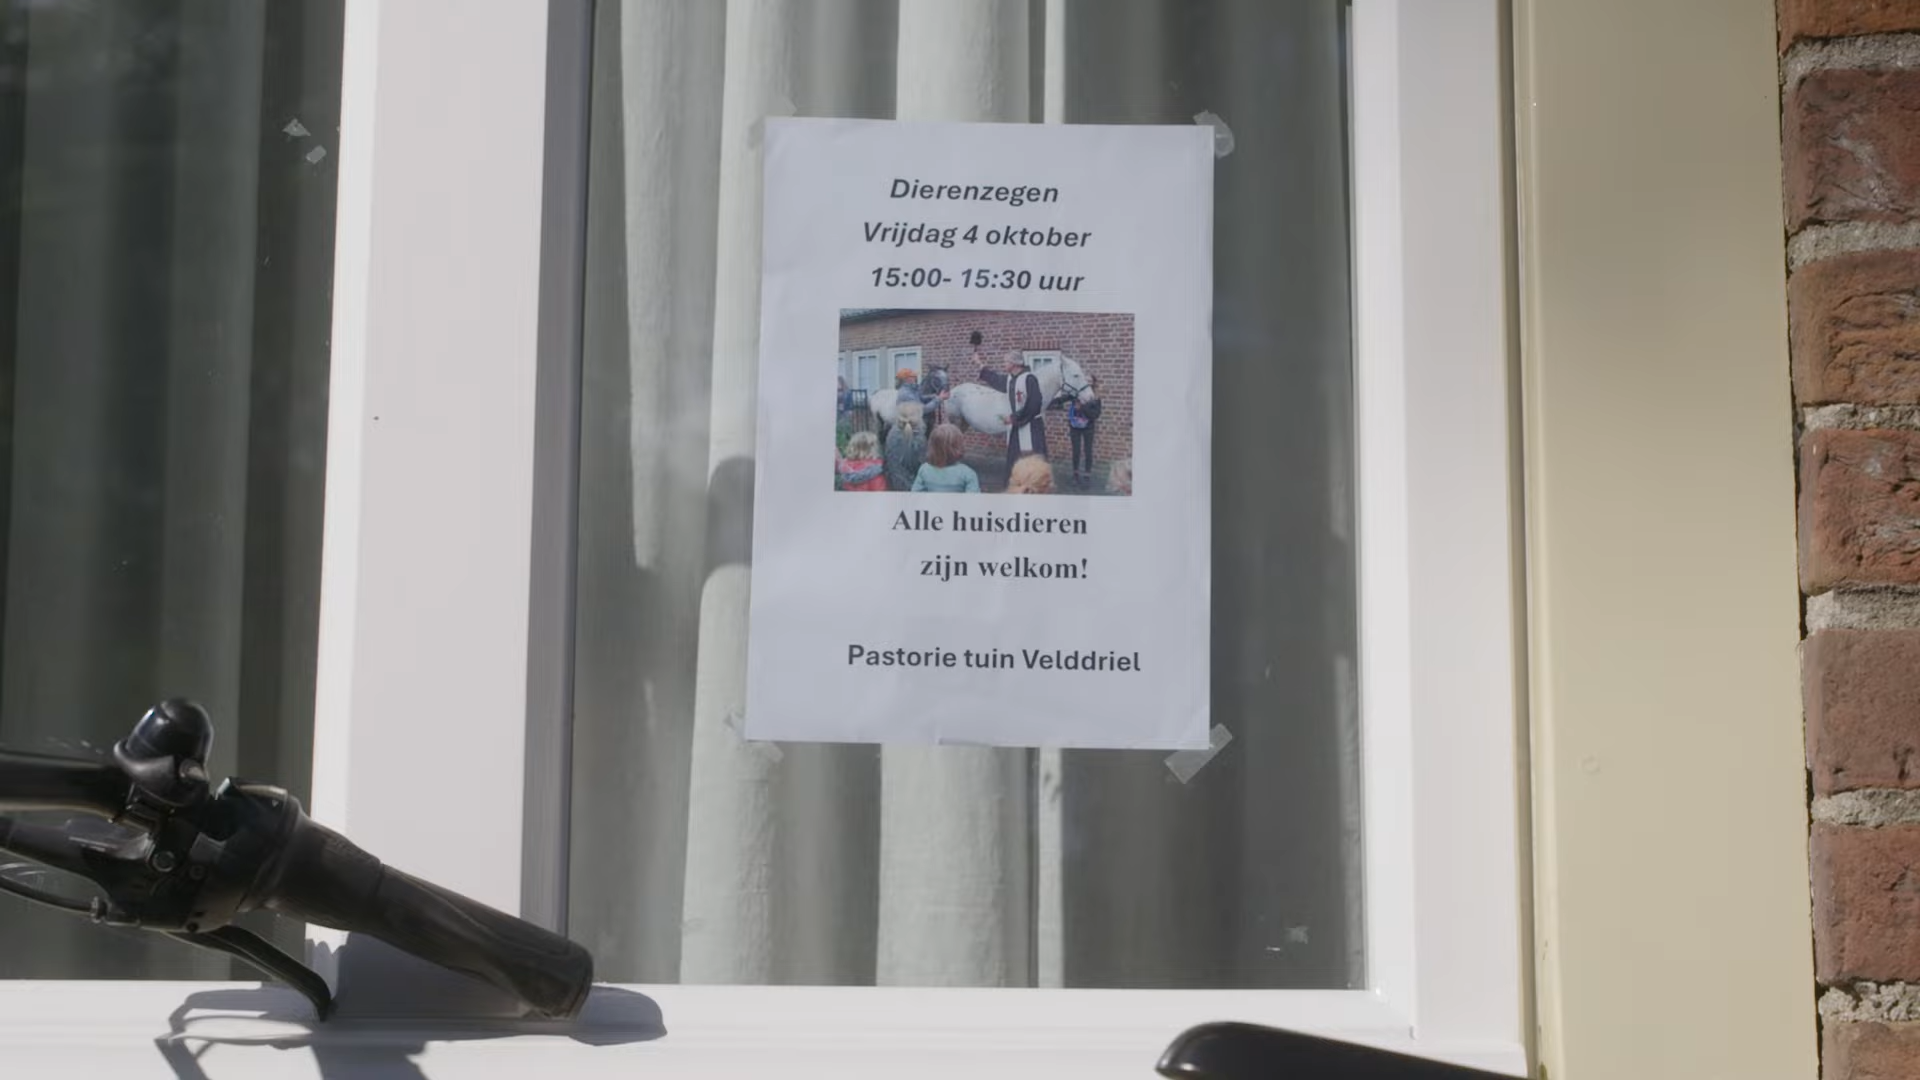 Dierenzegen
Vrijdag 4 oktober
15:00- 15:30 uur
Alle huisdieren
zijn welkom!
Pastorie tuin Velddriel